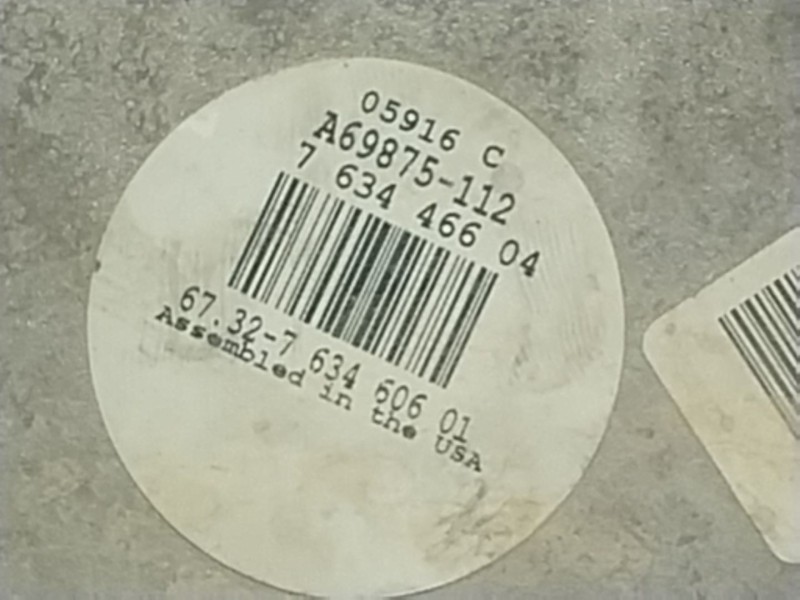 05916 C
A69875-112
7 634 466 04
67.32-7 634 606 01
Assembled in the USA